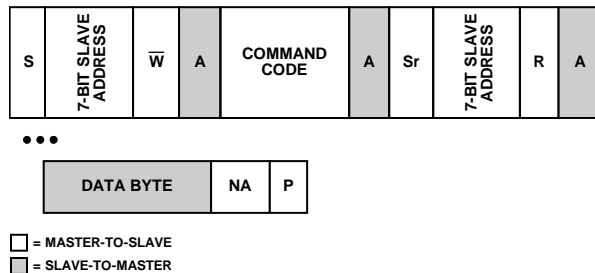 S
7-BIT SLAVE
ADDRESS
W̅
A
COMMAND
CODE
A
Sr
7-BIT SLAVE
ADDRESS
R
A
•••
DATA BYTE
NA
P
= MASTER-TO-SLAVE
= SLAVE-TO-MASTER